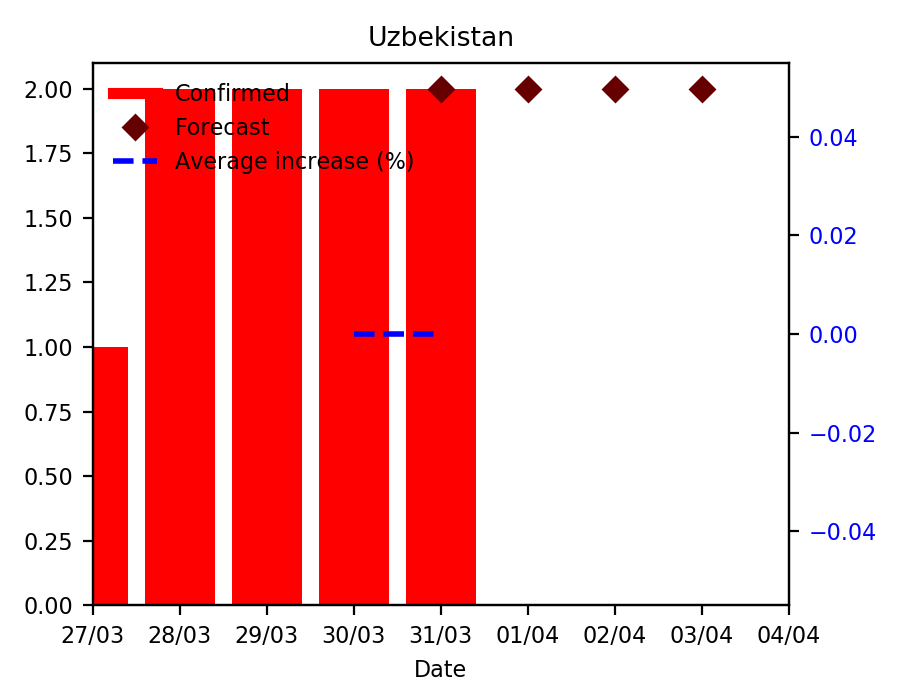 Uzbekistan
Confirmed
Forecast
Average increase (%)
2.00
1.75
1.50
1.25
1.00
0.75
0.50
0.25
0.00
0.04
0.02
0.00
−0.02
−0.04
27/03 28/03 29/03 30/03 31/03 01/04 02/04 03/04 04/04
Date